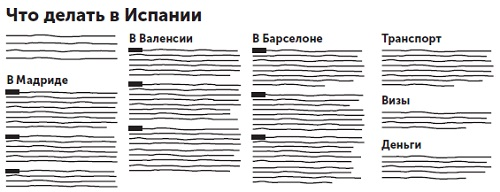 Что делать в Испании
В Мадриде
В Валенсии
В Барселоне
Транспорт
Визы
Деньги